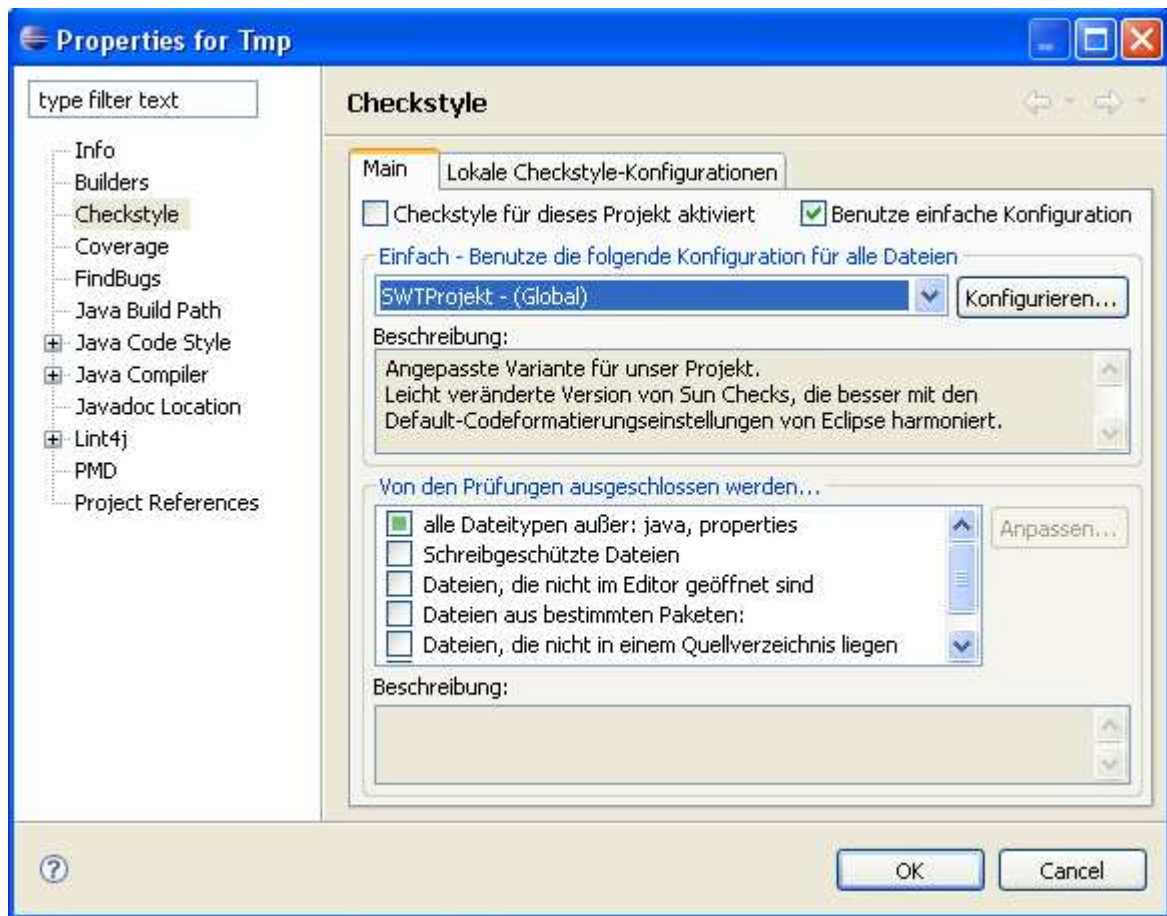 Properties for Tmp
type filter text
Info
Builders
Checkstyle
Coverage
FindBugs
Java Build Path
Java Code Style
Java Compiler
Javadoc Location
Lint4j
PMD
Project References
Checkstyle
Main
Lokale Checkstyle-Konfigurationen
Checkstyle für dieses Projekt aktiviert
Benutze einfache Konfiguration
Einfach - Benutze die folgende Konfiguration für alle Dateien
SWTProjekt - (Global)
Konfigurieren...
Beschreibung:
Angepasste Variante für unser Projekt.
Leicht veränderte Version von Sun Checks, die besser mit den
Default-Codeformatierungseinstellungen von Eclipse harmoniert.
Von den Prüfungen ausgeschlossen werden...
alle Dateitypen außer: java, properties
Schreibgeschützte Dateien
Dateien, die nicht im Editor geöffnet sind
Dateien aus bestimmten Paketen:
Dateien, die nicht in einem Quellverzeichnis liegen
Anpassen...
Beschreibung:
?
OK
Cancel